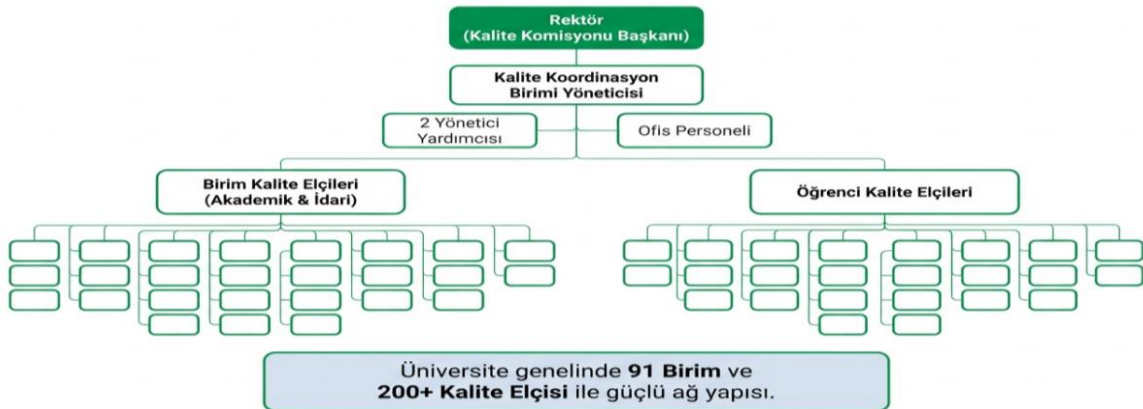 Rektör
(Kalite Komisyonu Başkanı)
Kalite Koordinasyon
Birimi Yöneticisi
2 Yönetici
Yardımcısı
Ofis Personeli
Birim Kalite Elçileri
(Akademik & İdari)
Öğrenci Kalite Elçileri
Üniversite genelinde 91 Birim ve
200+ Kalite Elçisi ile güçlü ağ yapısı.